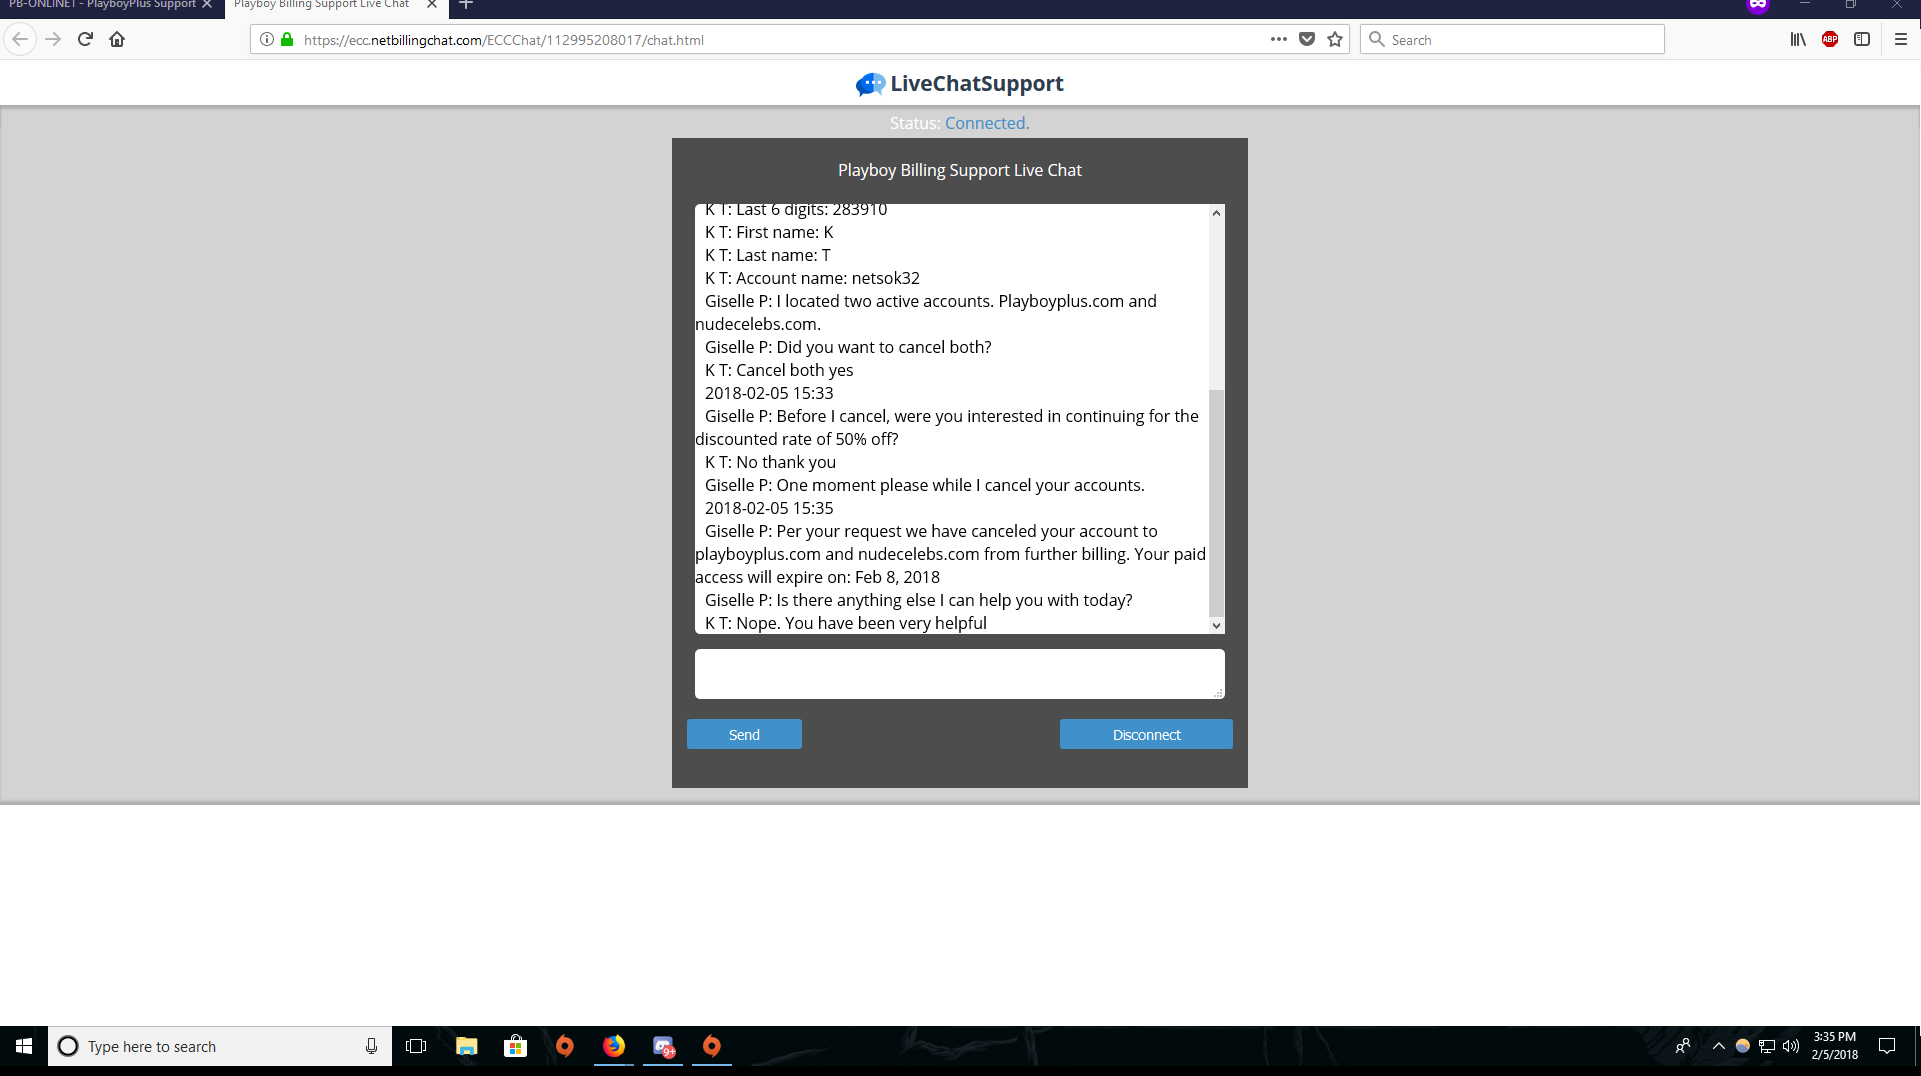 PB-ONLINET - PlayboyPlus Support
Playboy Billing Support Live Chat
https://ecc.netbillingchat.com/ECCChat/112995208017/chat.html
Search
ABP
LiveChatSupport
Status: Connected.
Playboy Billing Support Live Chat
K T: Last 6 digits: 283910
K T: First name: K
K T: Last name: T
K T: Account name: netsok32
Giselle P: I located two active accounts. Playboyplus.com and
nudecelebs.com.
Giselle P: Did you want to cancel both?
K T: Cancel both yes
2018-02-05 15:33
Giselle P: Before I cancel, were you interested in continuing for the
discounted rate of 50% off?
K T: No thank you
Giselle P: One moment please while I cancel your accounts.
2018-02-05 15:35
Giselle P: Per your request we have canceled your account to
playboyplus.com and nudecelebs.com from further billing. Your paid
access will expire on: Feb 8, 2018
Giselle P: Is there anything else I can help you with today?
K T: Nope. You have been very helpful
Send
Disconnect
Type here to search
9+
3:35 PM
2/5/2018